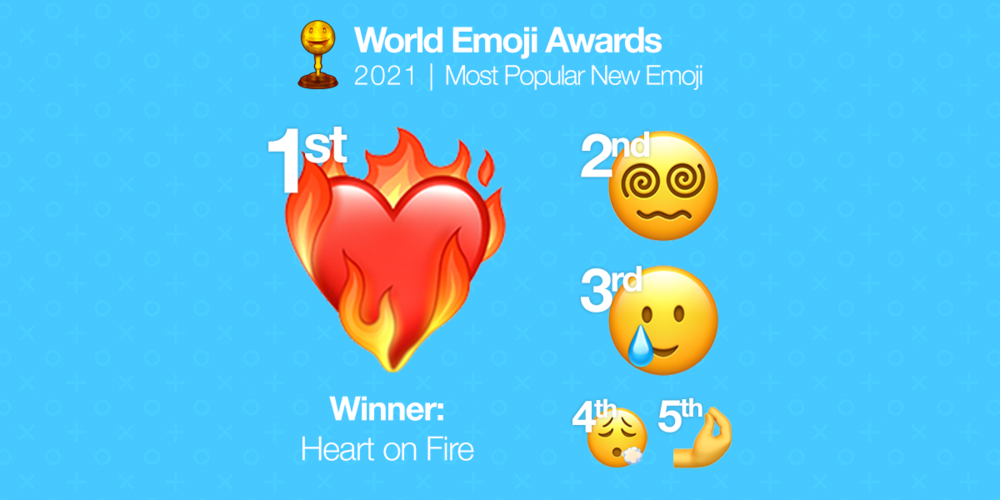 World Emoji Awards
2021 | Most Popular New Emoji
1st
2nd
3rd
4th
5th
Winner:
Heart on Fire